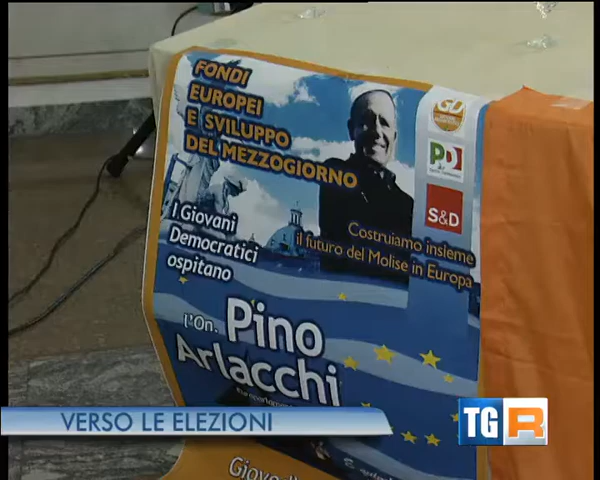 FONDI
EUROPEI
E SVILUPPO
DEL MEZZOGIORNO
GD
PD
S&D
I Giovani
Democratici
ospitano
Costruiamo insieme
il futuro del Molise in Europa
l'On. Pino
Arlacchi
VERSO LE ELEZIONI
TGR